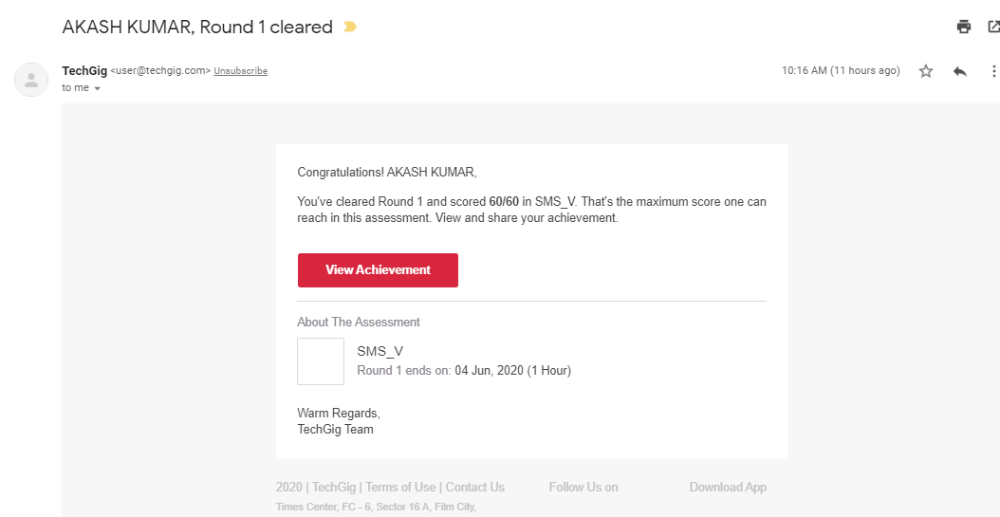 AKASH KUMAR, Round 1 cleared
TechGig <user@techgig.com> Unsubscribe
10:16 AM (11 hours ago)
to me
Congratulations! AKASH KUMAR,
You've cleared Round 1 and scored 60/60 in SMS_V. That's the maximum score one can
reach in this assessment. View and share your achievement.
View Achievement
About The Assessment
SMS_V
Round 1 ends on: 04 Jun, 2020 (1 Hour)
Warm Regards,
TechGig Team
2020 | TechGig | Terms of Use | Contact Us
Follow Us on
Download App
Times Center, FC - 6, Sector 16 A, Film City,